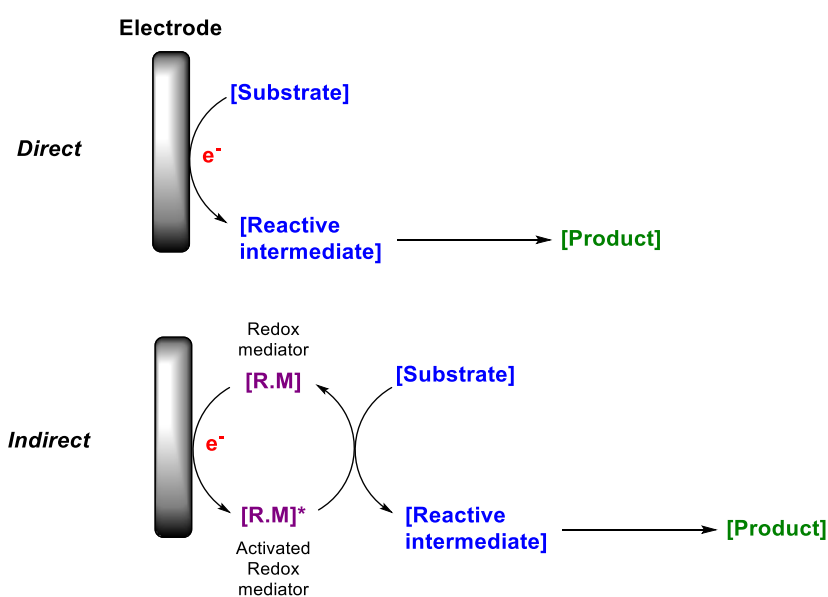 Electrode
[Substrate]
Direct
e-
[Reactive
intermediate]
[Product]
Redox
mediator
[R.M]
[Substrate]
Indirect
e-
[R.M]*
[Reactive
intermediate]
[Product]
Activated
Redox
mediator